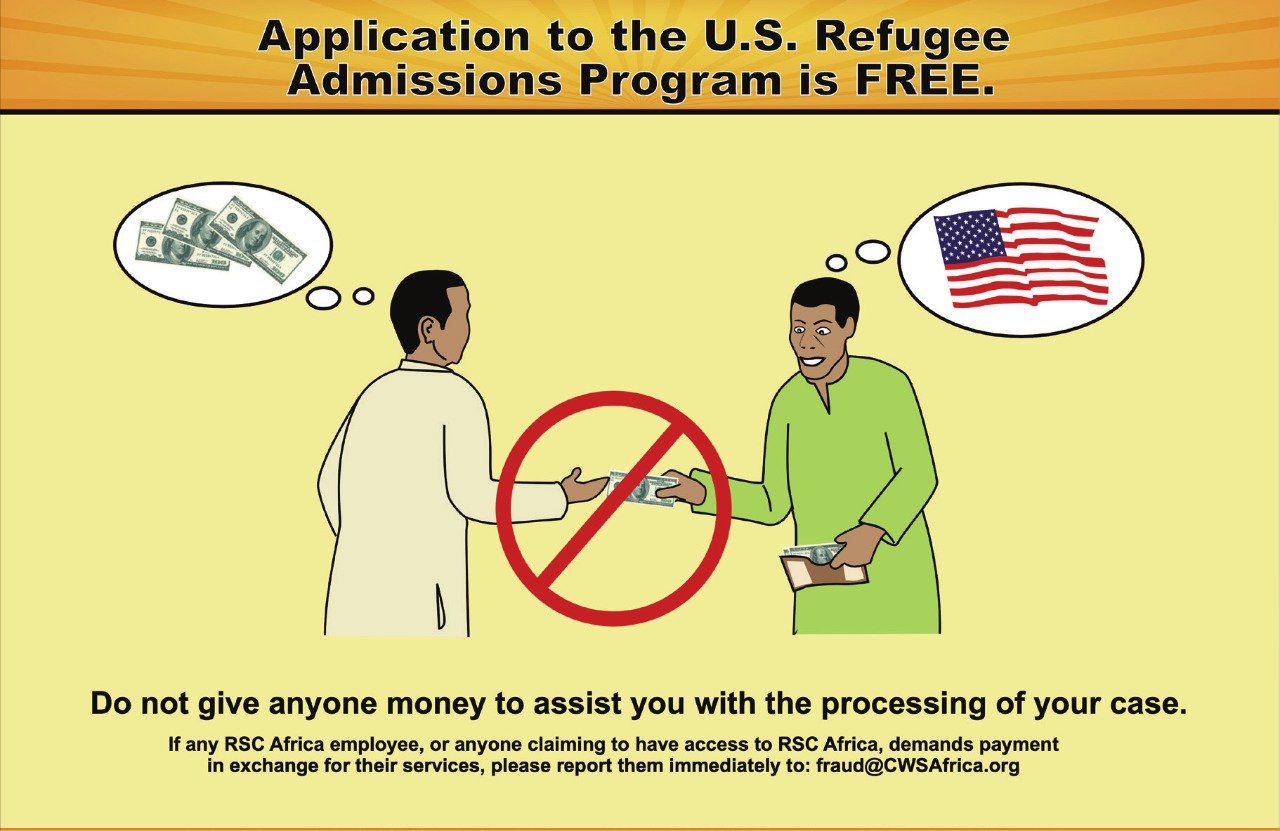 Application to the U.S. Refugee
Admissions Program is FREE.
Do not give anyone money to assist you with the processing of your case.
If any RSC Africa employee, or anyone claiming to have access to RSC Africa, demands payment
in exchange for their services, please report them immediately to: fraud@CWSAfrica.org